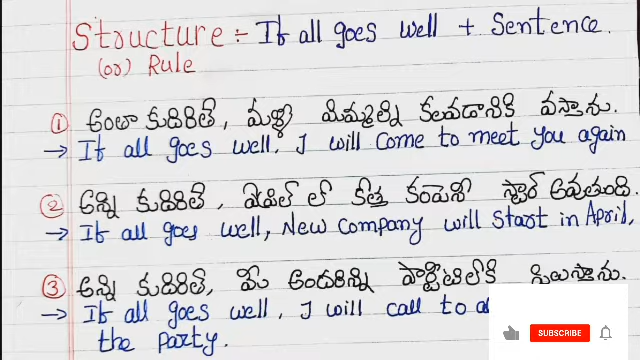 Structure :- If all goes well + Sentence.
(or) Rule
① అంతా కుదిరితే, మళ్ళీ మిమ్మల్ని కలవడానికి వస్తాను.
→ If all goes well, I will come to meet you again
② అన్ని కుదిరితే, ఏప్రిల్ లో కొత్త కంపెనీ స్టార్ట్ అవుతుంది.
→ If all goes well, New company will start in April,
③ అన్ని కుదిరితే, మీ అందరిన్ని పార్టీలోకి పిలుస్తాను.
→ If all goes well, I will call to
SUBSCRIBE
the party.